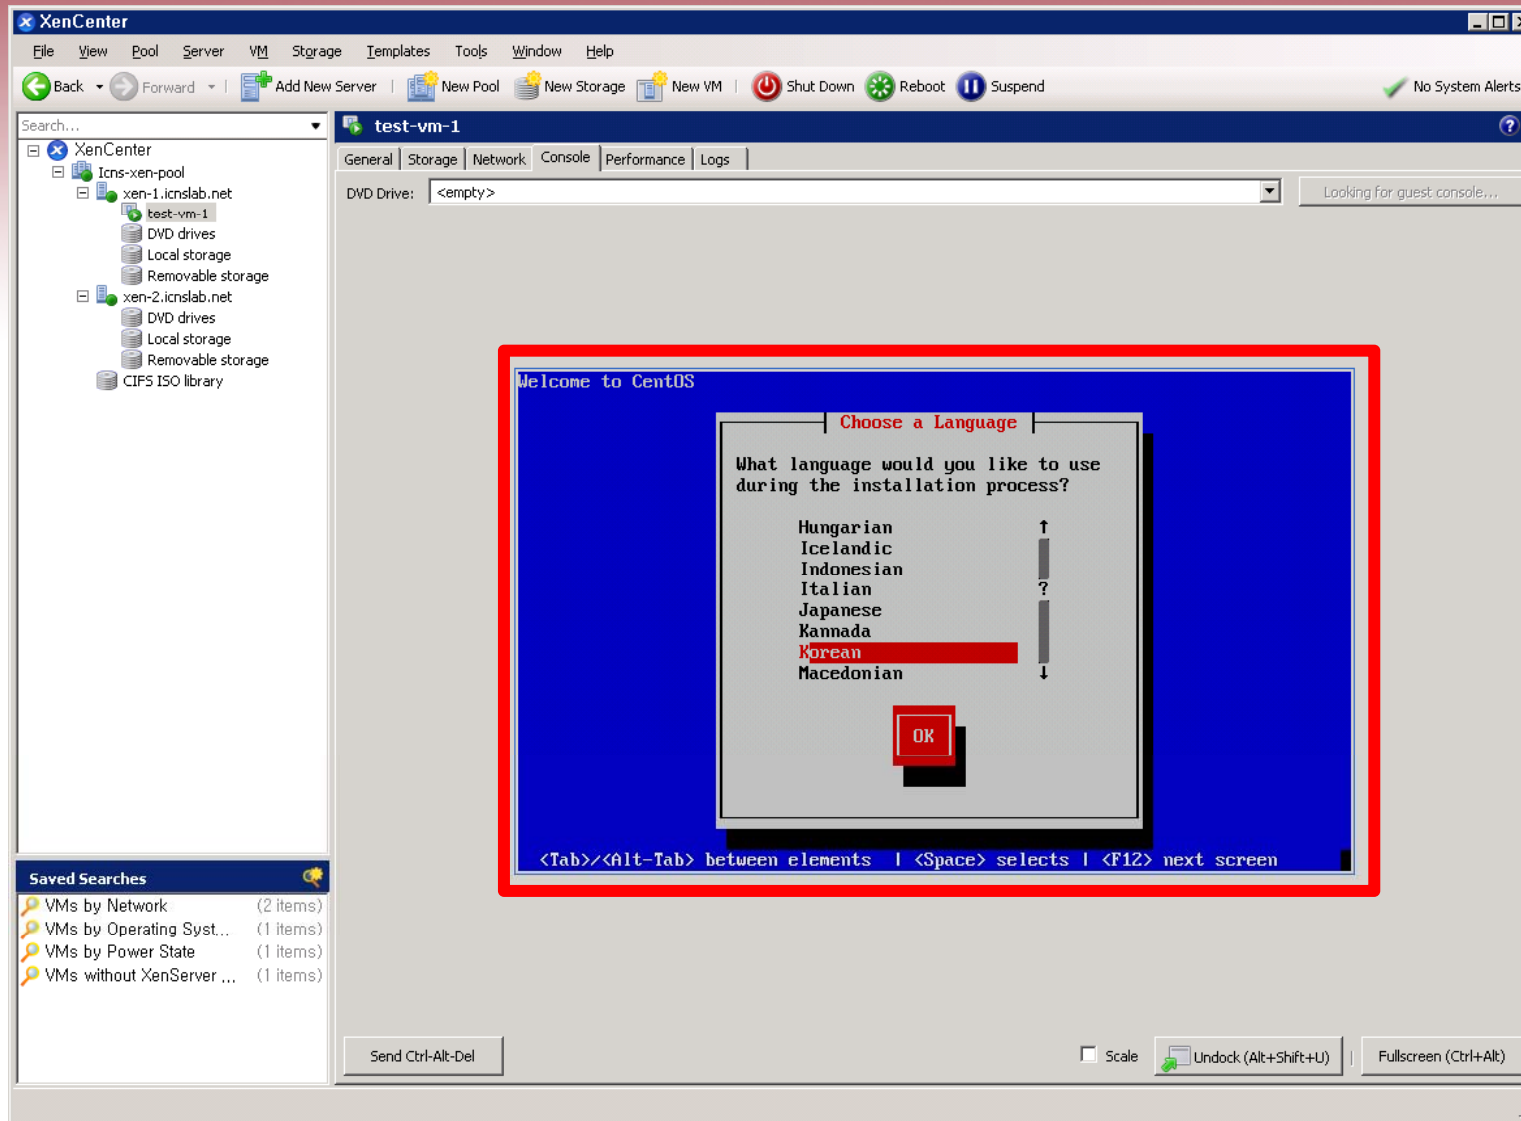 XenCenter
File View Pool Server VM Storage Templates Tools Window Help
Back Forward Add New Server New Pool New Storage New VM Shut Down Reboot Suspend No System Alerts
Search...
test-vm-1
XenCenter
Icns-xen-pool
xen-1.icnslab.net
test-vm-1
DVD drives
Local storage
Removable storage
xen-2.icnslab.net
DVD drives
Local storage
Removable storage
CIFS ISO library
General Storage Network Console Performance Logs
DVD Drive: <empty> Looking for guest console...
Welcome to CentOS
Choose a Language
What language would you like to use
during the installation process?
Hungarian ↑
Icelandic
Indonesian
Italian ?
Japanese
Kannada
Korean
Macedonian ↓
OK
<Tab>/<Alt-Tab> between elements | <Space> selects | <F12> next screen
Saved Searches
VMs by Network (2 items)
VMs by Operating Syst... (1 items)
VMs by Power State (1 items)
VMs without XenServer ... (1 items)
Send Ctrl-Alt-Del Scale Undock (Alt+Shift+U) Fullscreen (Ctrl+Alt)